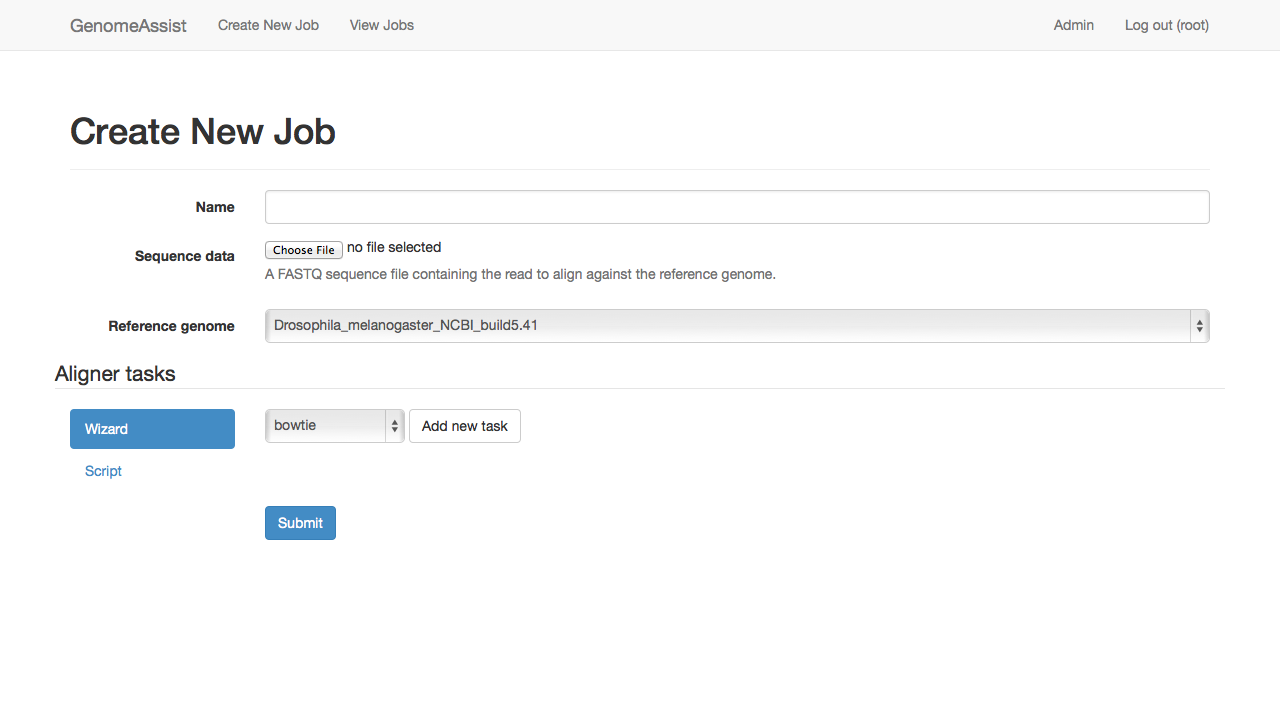 GenomeAssist Create New Job View Jobs Admin Log out (root)
Create New Job
Name
Sequence data Choose File no file selected
A FASTQ sequence file containing the read to align against the reference genome.
Reference genome Drosophila_melanogaster_NCBI_build5.41
Aligner tasks
Wizard bowtie Add new task
Script
Submit